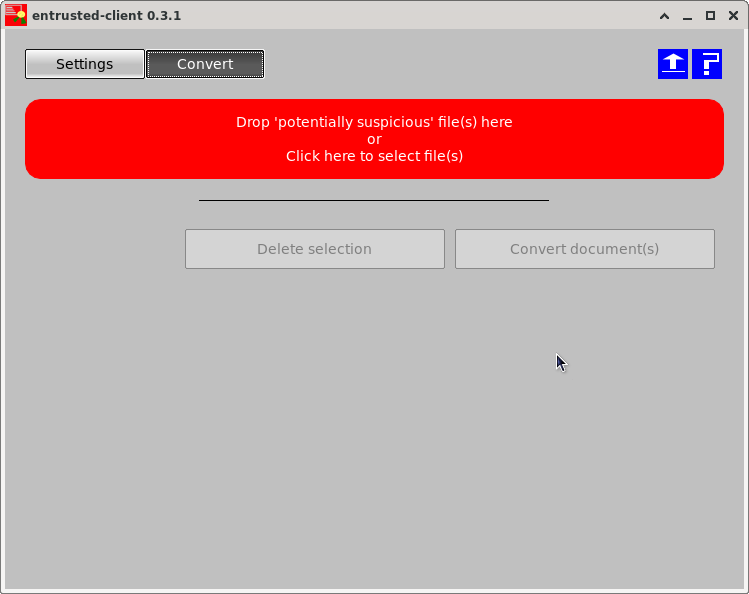 entrusted-client 0.3.1
Settings
Convert
?
Drop 'potentially suspicious' file(s) here
or
Click here to select file(s)
Delete selection
Convert document(s)